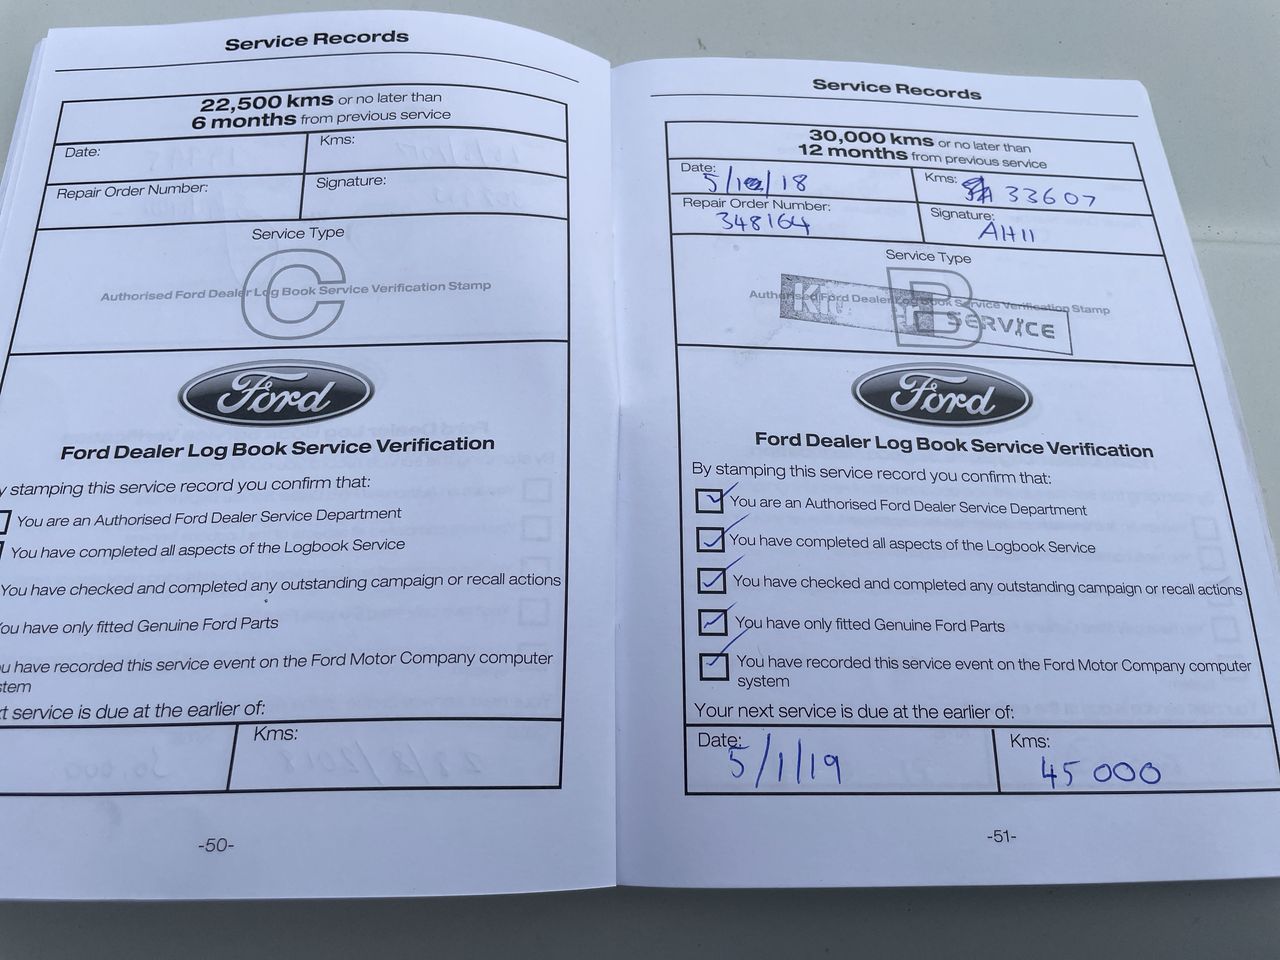 Service Records
22,500 kms or no later than
6 months from previous service
Date:
Kms:
Repair Order Number:
Signature:
Service Type
C
Authorised Ford Dealer Log Book Service Verification Stamp
Ford
Ford Dealer Log Book Service Verification
y stamping this service record you confirm that:
You are an Authorised Ford Dealer Service Department
You have completed all aspects of the Logbook Service
You have checked and completed any outstanding campaign or recall actions
ou have only fitted Genuine Ford Parts
u have recorded this service event on the Ford Motor Company computer
stem
xt service is due at the earlier of:
Kms:
-50-
Service Records
30,000 kms or no later than
12 months from previous service
Date: 5/ /18
Kms: 33607
Repair Order Number: 348164
Signature: AH11
Service Type
B
Authorised Ford Dealer Log Book Service Verification Stamp
SERVICE
Ford
Ford Dealer Log Book Service Verification
By stamping this service record you confirm that:
You are an Authorised Ford Dealer Service Department
You have completed all aspects of the Logbook Service
You have checked and completed any outstanding campaign or recall actions
You have only fitted Genuine Ford Parts
You have recorded this service event on the Ford Motor Company computer
system
Your next service is due at the earlier of:
Date: 5/1/19
Kms: 45 000
-51-